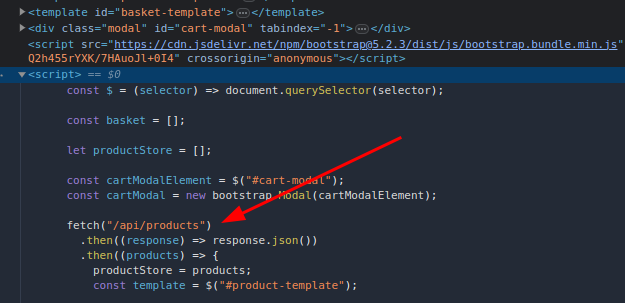 <template id="basket-template">…</template>
<div class="modal" id="cart-modal" tabindex="-1">…</div>
<script src="https://cdn.jsdelivr.net/npm/bootstrap@5.2.3/dist/js/bootstrap.bundle.min.js"
Q2h455rYXK/7HAuoJl+0I4" crossorigin="anonymous"></script>
<script> == $0
const $ = (selector) => document.querySelector(selector);
const basket = [];
let productStore = [];
const cartModalElement = $("#cart-modal");
const cartModal = new bootstrap.Modal(cartModalElement);
fetch("/api/products")
.then((response) => response.json())
.then((products) => {
productStore = products;
const template = $("#product-template");